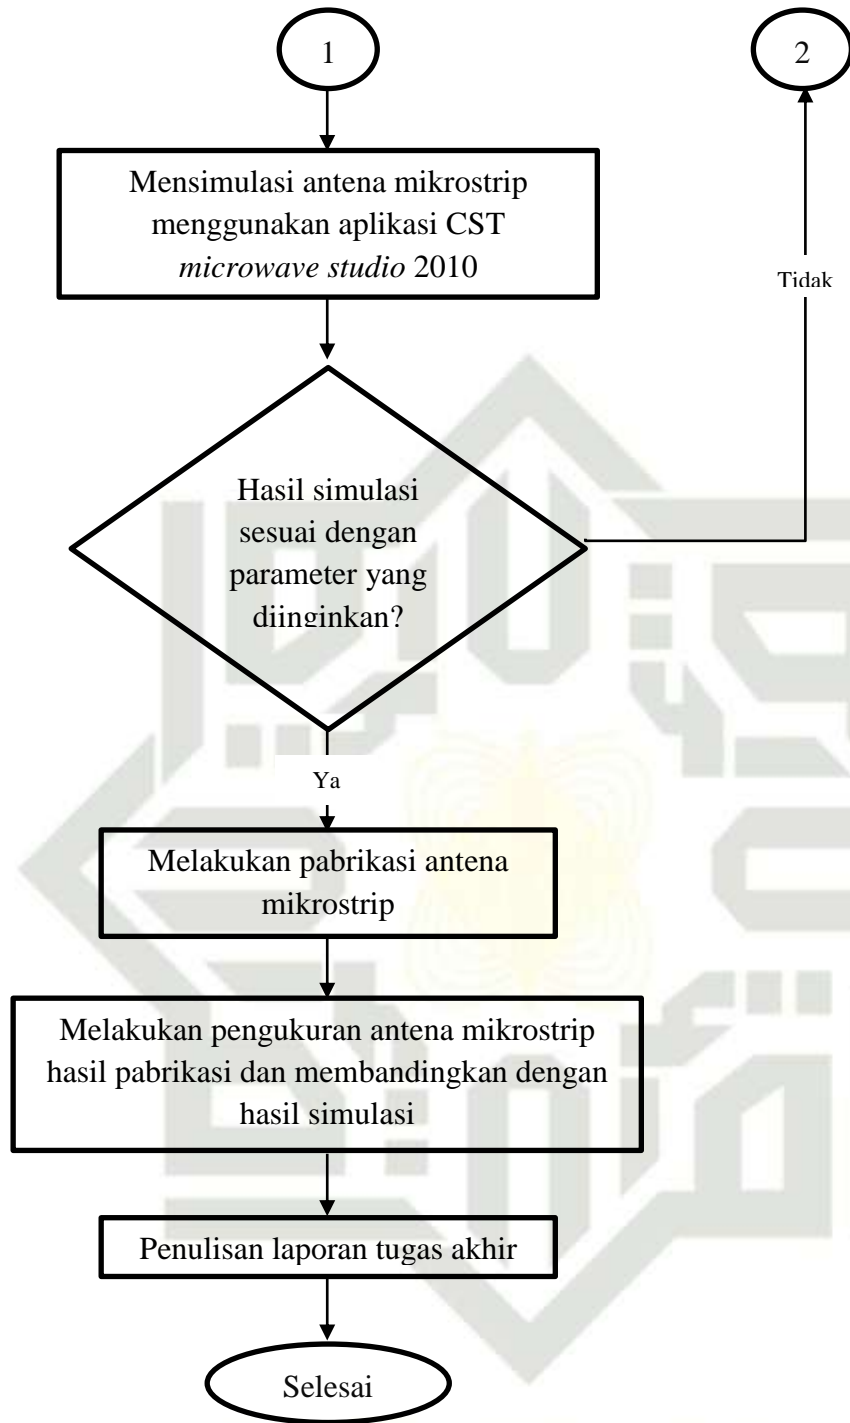 1
2
Mensimulasi antena mikrostrip
menggunakan aplikasi CST
microwave studio 2010
Tidak
Hasil simulasi
sesuai dengan
parameter yang
diinginkan?
Ya
Melakukan pabrikasi antena
mikrostrip
Melakukan pengukuran antena mikrostrip
hasil pabrikasi dan membandingkan dengan
hasil simulasi
Penulisan laporan tugas akhir
Selesai